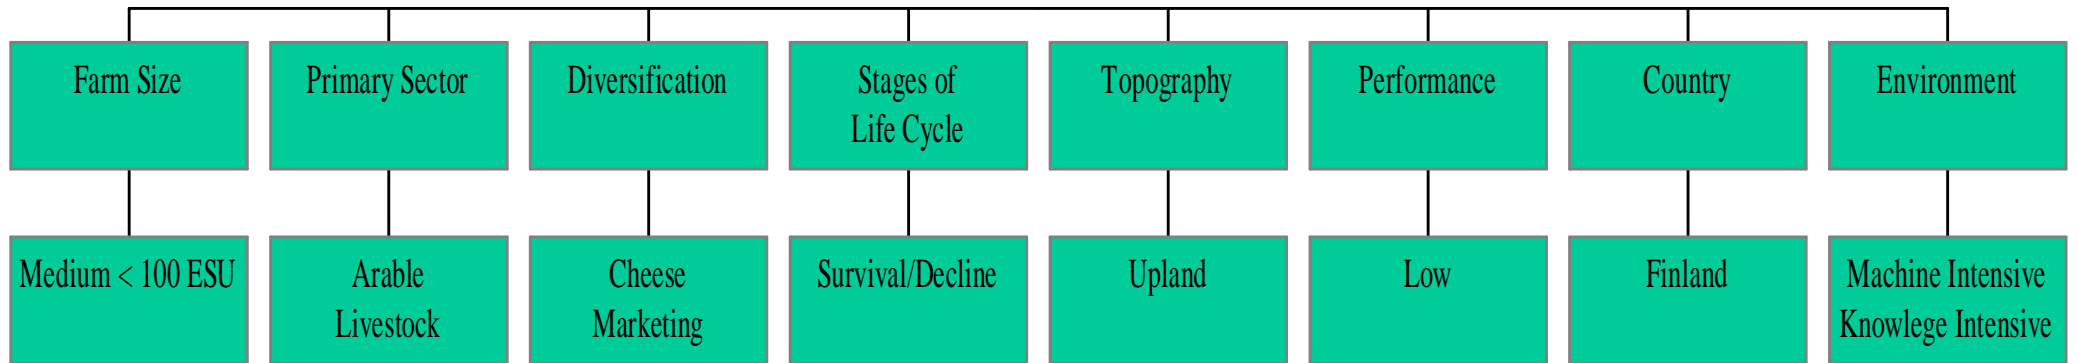 Farm Size
Primary Sector
Diversification
Stages of
Life Cycle
Topography
Performance
Country
Environment
Medium < 100 ESU
Arable
Livestock
Cheese
Marketing
Survival/Decline
Upland
Low
Finland
Machine Intensive
Knowlege Intensive